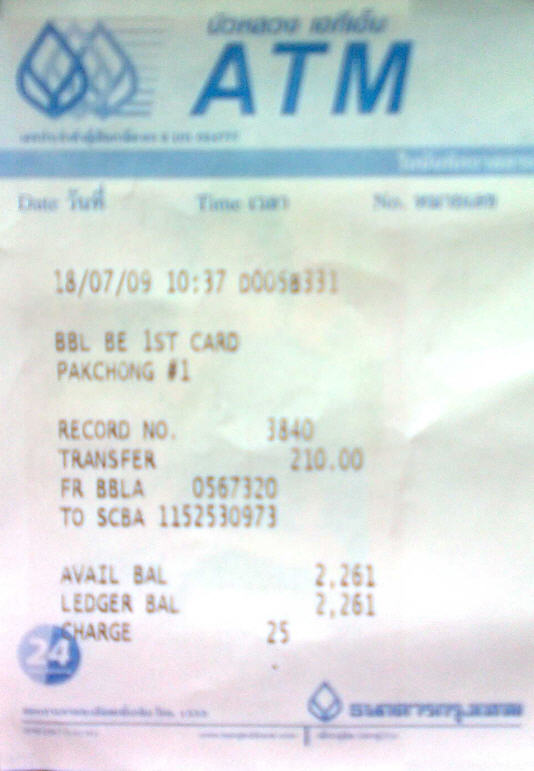 บัวหลวง เอทีเอ็ม
ATM
Date วันที่ Time เวลา No. หมายเลข
18/07/09 10:37 D005B331
BBL BE 1ST CARD
PAKCHONG #1
RECORD NO. 3840
TRANSFER 210.00
FR BBLA 0567320
TO SCBA 1152530973
AVAIL BAL 2,261
LEDGER BAL 2,261
CHARGE 25
24
ธนาคารกรุงเทพ